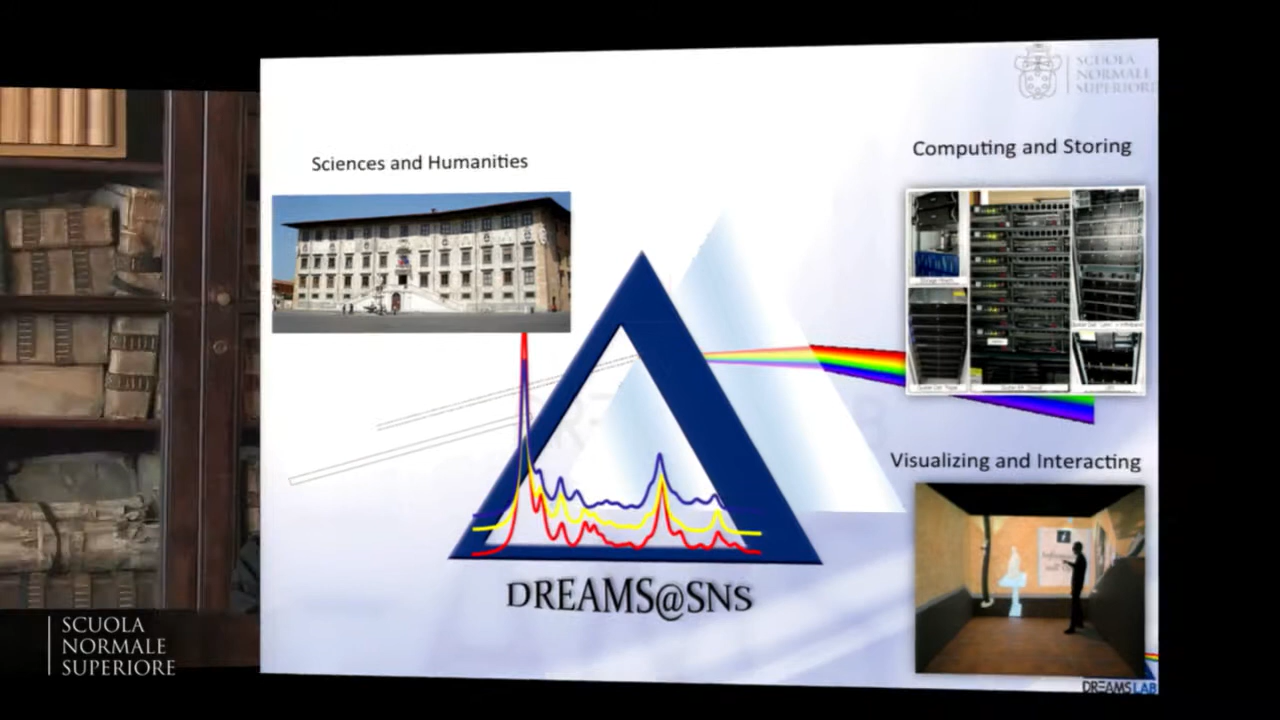 SCUOLA
NORMALE
SUPERIORE
Sciences and Humanities
Computing and Storing
Visualizing and Interacting
DREAMS@SNS
DREAMSLAB
SCUOLA
NORMALE
SUPERIORE